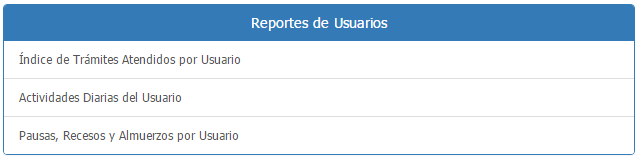 Reportes de Usuarios
Índice de Trámites Atendidos por Usuario
Actividades Diarias del Usuario
Pausas, Recesos y Almuerzos por Usuario